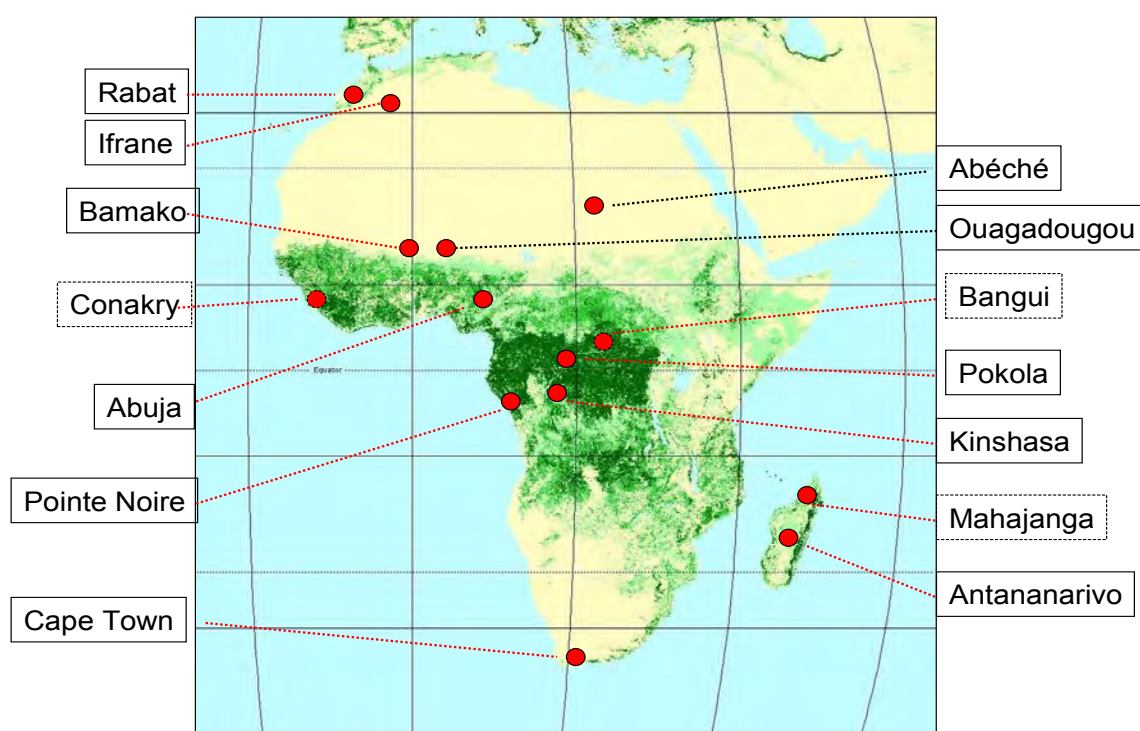 Rabat
Ifrane
Bamako
Conakry
Abuja
Pointe Noire
Cape Town
Equator
Abéché
Ouagadougou
Bangui
Pokola
Kinshasa
Mahajanga
Antananarivo